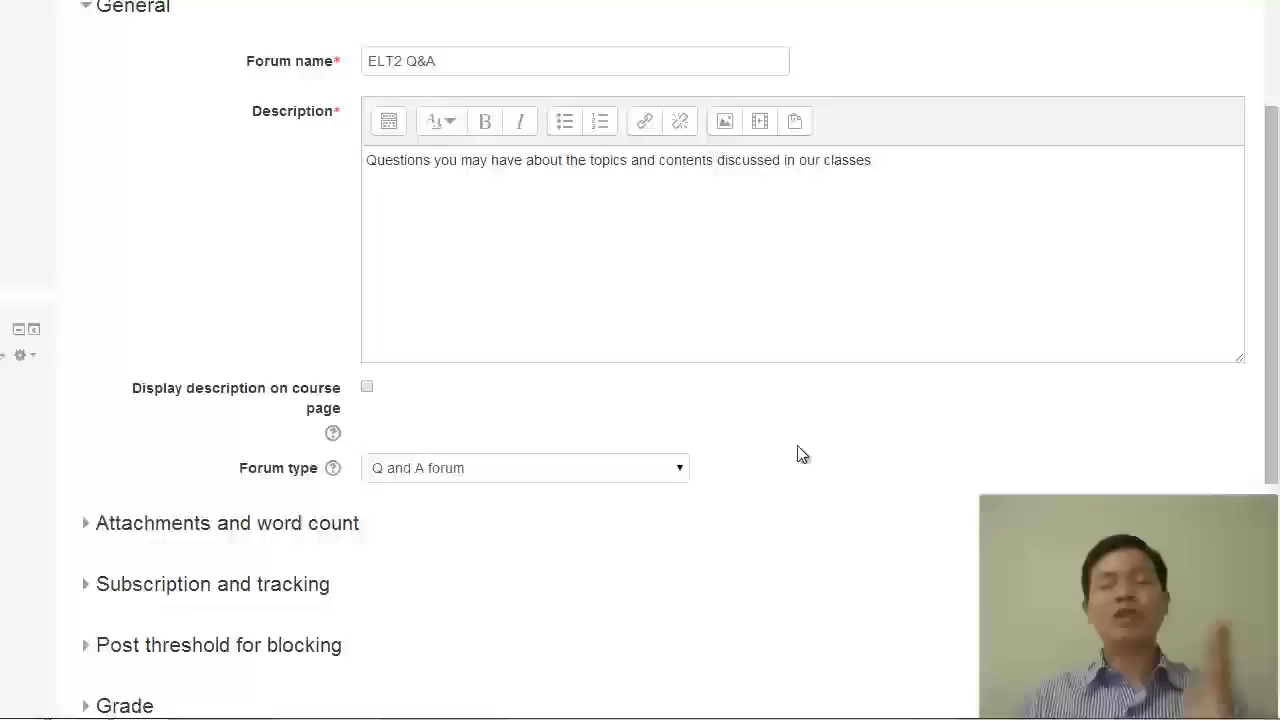 General
Forum name*
ELT2 Q&A
Description*
Questions you may have about the topics and contents discussed in our classes
Display description on course
page
Forum type
Q and A forum
Attachments and word count
Subscription and tracking
Post threshold for blocking
Grade